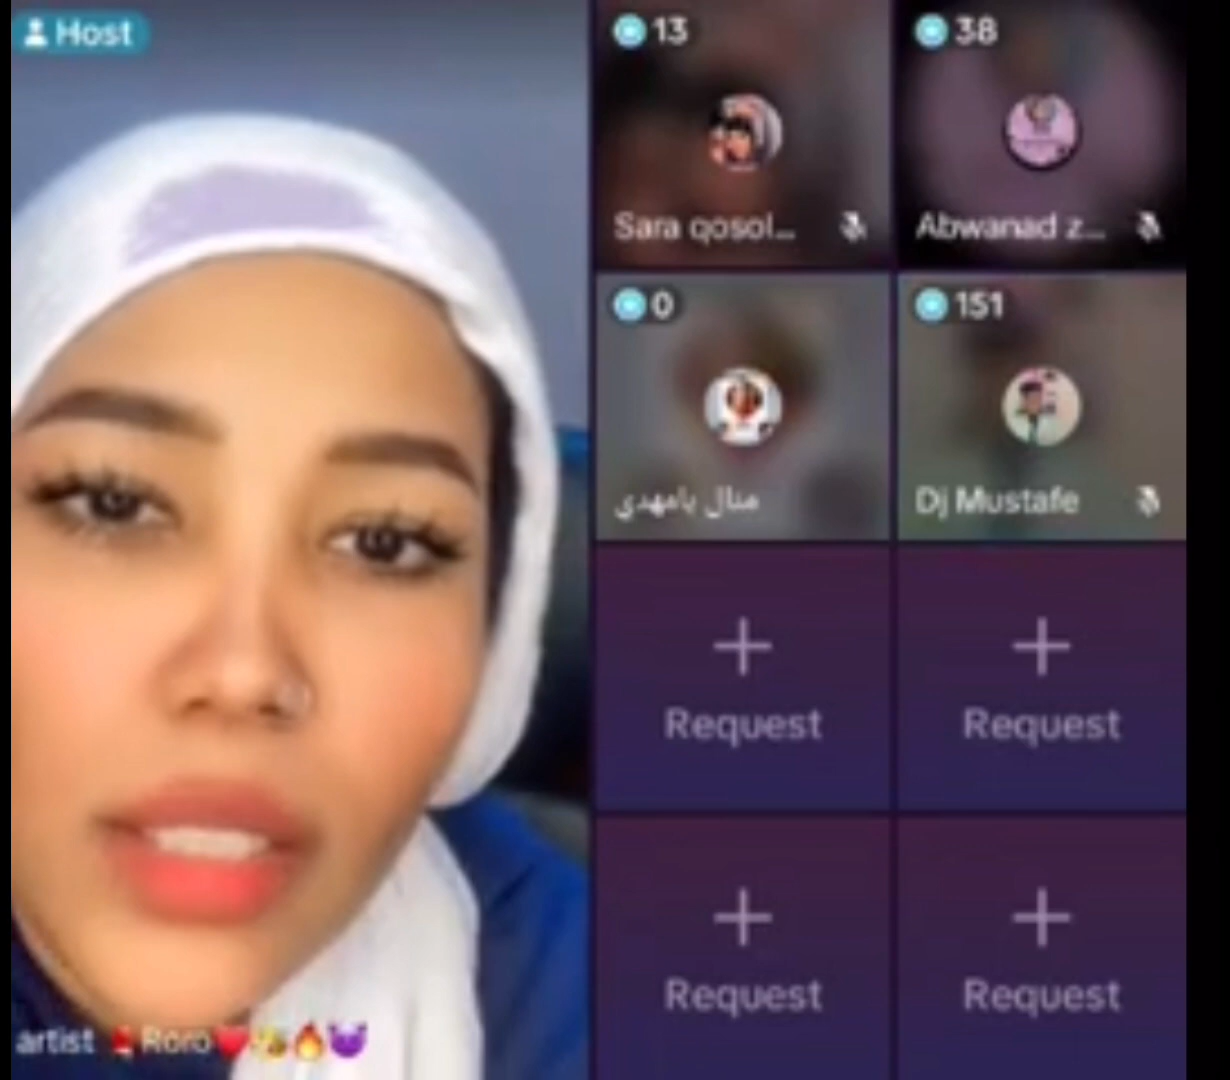 Host
13
38
Sara qosol...
Abwanad z...
0
151
منال بامهدي
Dj Mustafe
Request
Request
Request
Request
artist 💄Roro❤️😘🔥😈